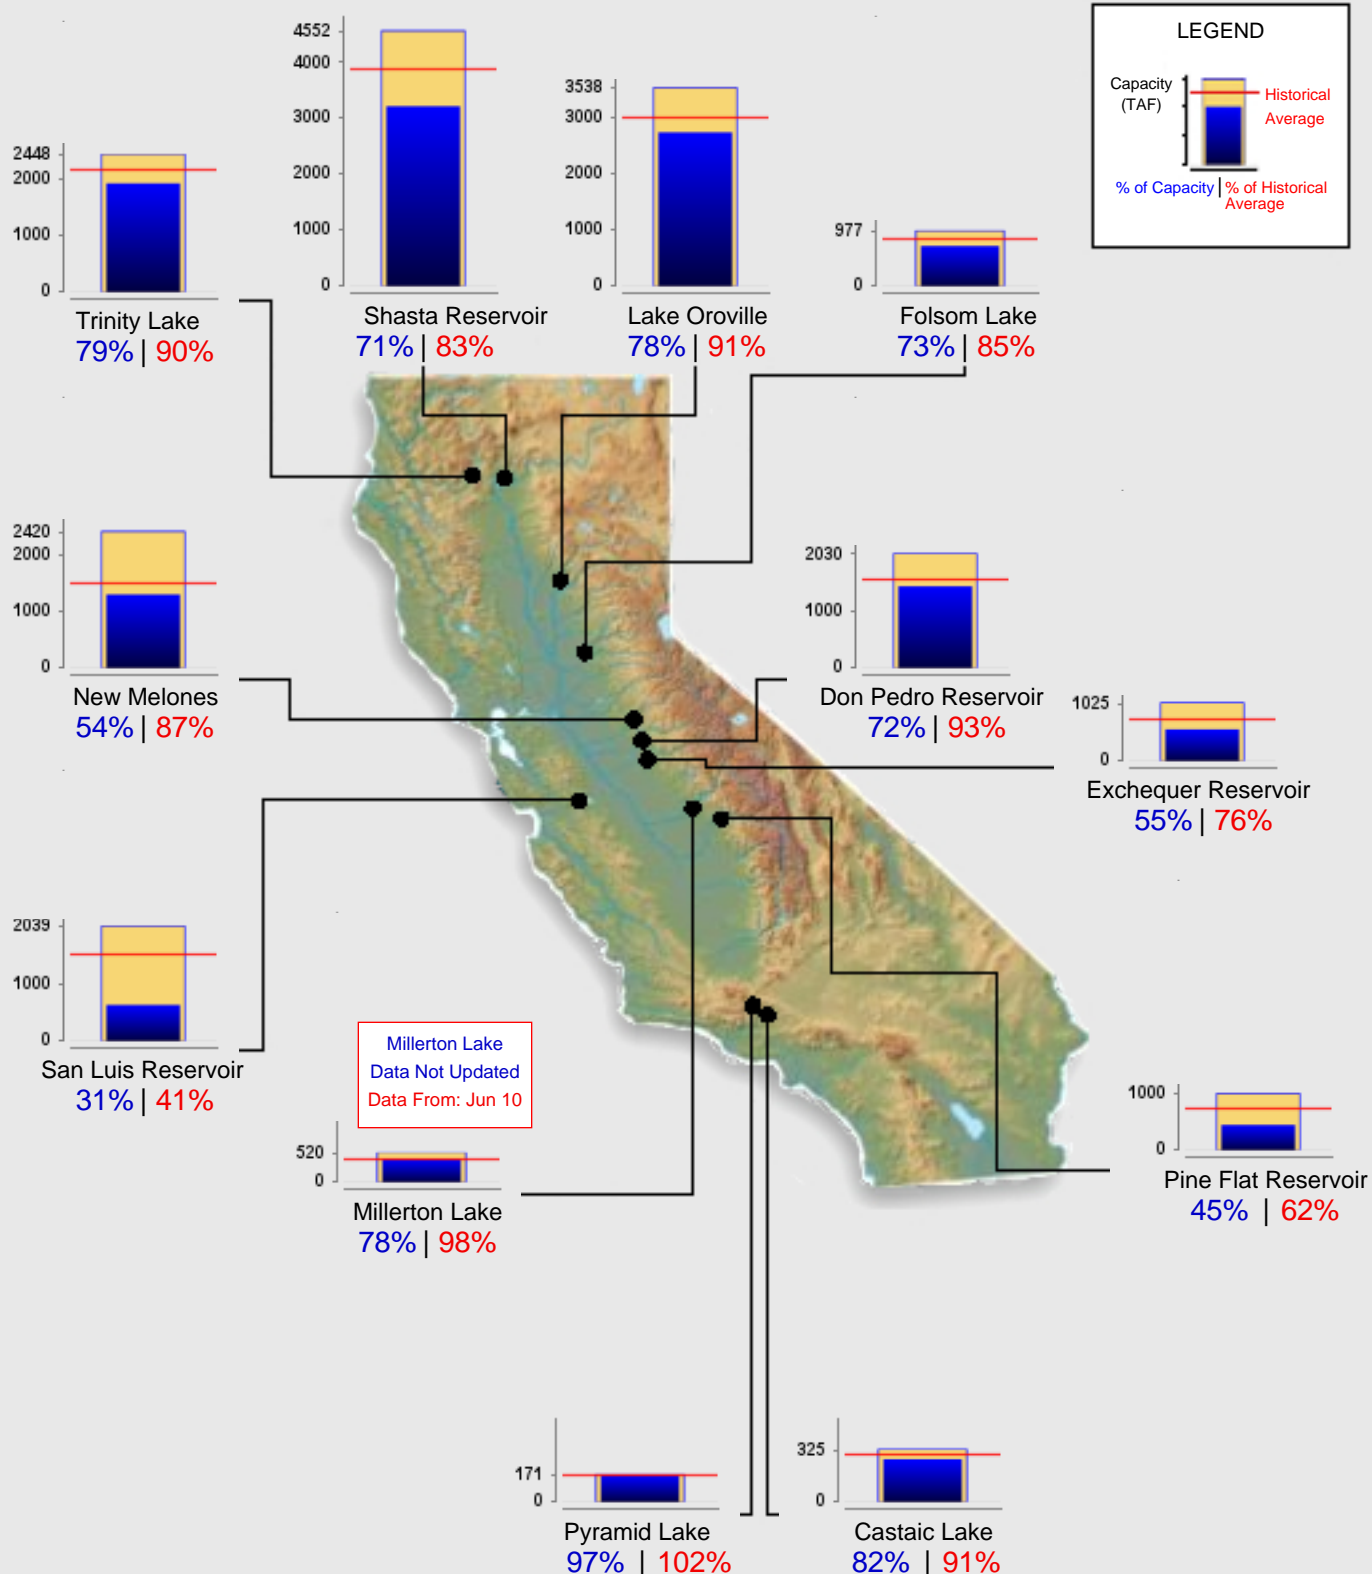 LEGEND
Capacity
(TAF)
Historical
Average
% of Capacity | % of Historical
Average
4552
4000
3000
2000
1000
0
Shasta Reservoir
71% | 83%
3538
3000
2000
1000
0
Lake Oroville
78% | 91%
2448
2000
1000
0
Trinity Lake
79% | 90%
977
0
Folsom Lake
73% | 85%
2420
2000
1000
0
New Melones
54% | 87%
2030
1000
0
Don Pedro Reservoir
72% | 93%
1025
0
Exchequer Reservoir
55% | 76%
2039
1000
0
San Luis Reservoir
31% | 41%
Millerton Lake
Data Not Updated
Data From: Jun 10
520
0
Millerton Lake
78% | 98%
1000
0
Pine Flat Reservoir
45% | 62%
171
0
Pyramid Lake
97% | 102%
325
0
Castaic Lake
82% | 91%